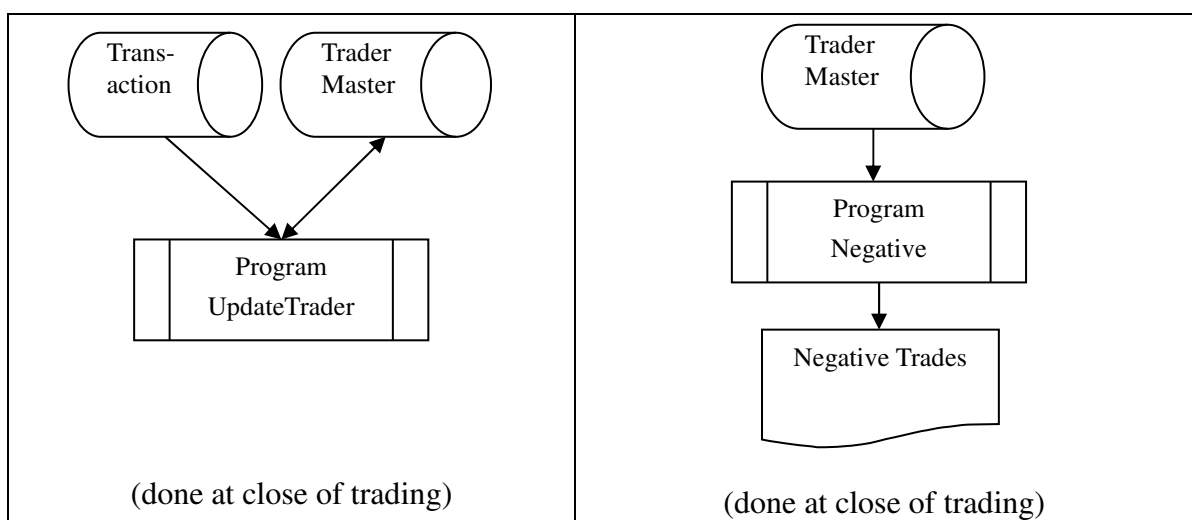 Trans-
action
Trader
Master
Program
UpdateTrader
(done at close of trading)
Trader
Master
Program
Negative
Negative Trades
(done at close of trading)